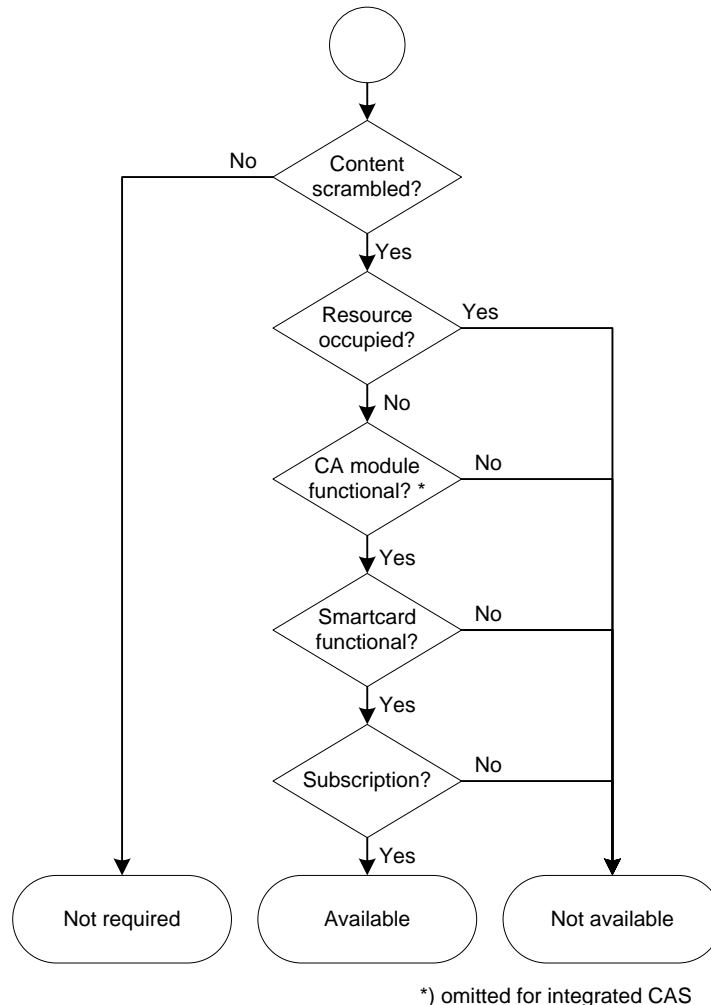 Content
scrambled?
No
Yes
Resource
occupied?
Yes
No
CA module
functional? *
No
Yes
Smartcard
functional?
No
Yes
Subscription?
No
Yes
Not required
Available
Not available
*) omitted for integrated CAS